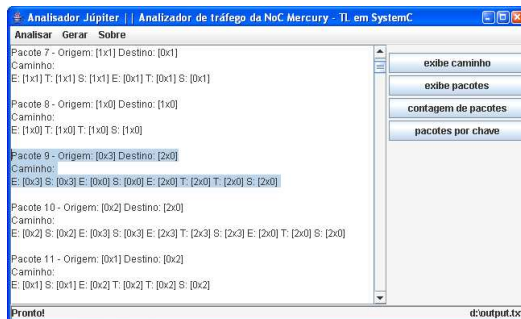 Analisador Júpiter | | Analizador de tráfego da NoC Mercury - TL em SystemC
Analisar Gerar Sobre
Pacote 7 - Origem: [1x1] Destino: [0x1]
Caminho:
E: [1x1] T: [1x1] S: [1x1] E: [0x1] T: [0x1] S: [0x1]
Pacote 8 - Origem: [1x0] Destino: [1x0]
Caminho:
E: [1x0] T: [1x0] T: [1x0] S: [1x0]
Pacote 9 - Origem: [0x3] Destino: [2x0]
Caminho:
E: [0x3] S: [0x3] E: [0x0] S: [0x0] E: [2x0] T: [2x0] T: [2x0] S: [2x0]
Pacote 10 - Origem: [0x2] Destino: [2x0]
Caminho:
E: [0x2] S: [0x2] E: [0x3] S: [0x3] E: [2x3] T: [2x3] S: [2x3] E: [2x0] T: [2x0] S: [2x0]
Pacote 11 - Origem: [0x1] Destino: [0x2]
Caminho:
E: [0x1] S: [0x1] E: [0x2] T: [0x2] T: [0x2] S: [0x2]
exibe caminho
exibe pacotes
contagem de pacotes
pacotes por chave
Pronto!
d:\output.tx